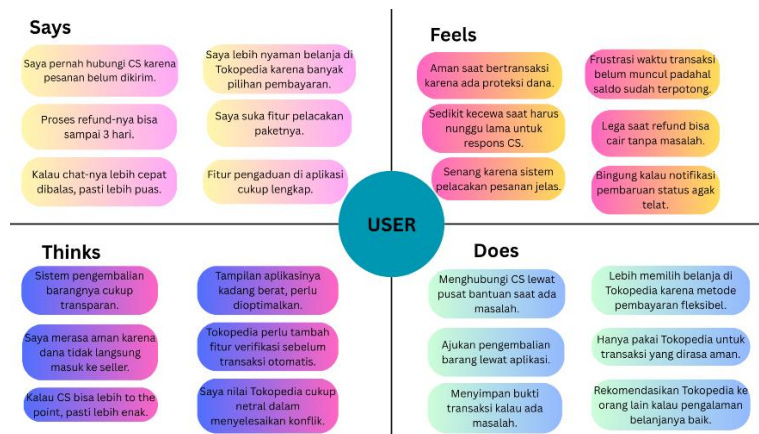 Says
Saya pernah hubungi CS karena
pesanan belum dikirim.
Saya lebih nyaman belanja di
Tokopedia karena banyak
pilihan pembayaran.
Proses refund-nya bisa
sampai 3 hari.
Saya suka fitur pelacakan
paketnya.
Kalau chat-nya lebih cepat
dibalas, pasti lebih puas.
Fitur pengaduan di aplikasi
cukup lengkap.
Feels
Aman saat bertransaksi
karena ada proteksi dana.
Frustrasi waktu transaksi
belum muncul padahal
saldo sudah terpotong.
Sedikit kecewa saat harus
nunggu lama untuk
respons CS.
Lega saat refund bisa
cair tanpa masalah.
Senang karena sistem
pelacakan pesanan jelas.
Bingung kalau notifikasi
pembaruan status agak
telat.
USER
Thinks
Sistem pengembalian
barangnya cukup
transparan.
Tampilan aplikasinya
kadang berat, perlu
dioptimalkan.
Saya merasa aman karena
dana tidak langsung
masuk ke seller.
Tokopedia perlu tambah
fitur verifikasi sebelum
transaksi otomatis.
Kalau CS bisa lebih to the
point, pasti lebih enak.
Saya nilai Tokopedia cukup
netral dalam
menyelesaikan konflik.
Does
Menghubungi CS lewat
pusat bantuan saat ada
masalah.
Lebih memilih belanja di
Tokopedia karena metode
pembayaran fleksibel.
Ajukan pengembalian
barang lewat aplikasi.
Hanya pakai Tokopedia untuk
transaksi yang dirasa aman.
Menyimpan bukti
transaksi kalau ada
masalah.
Rekomendasikan Tokopedia ke
orang lain kalau pengalaman
belanjanya baik.